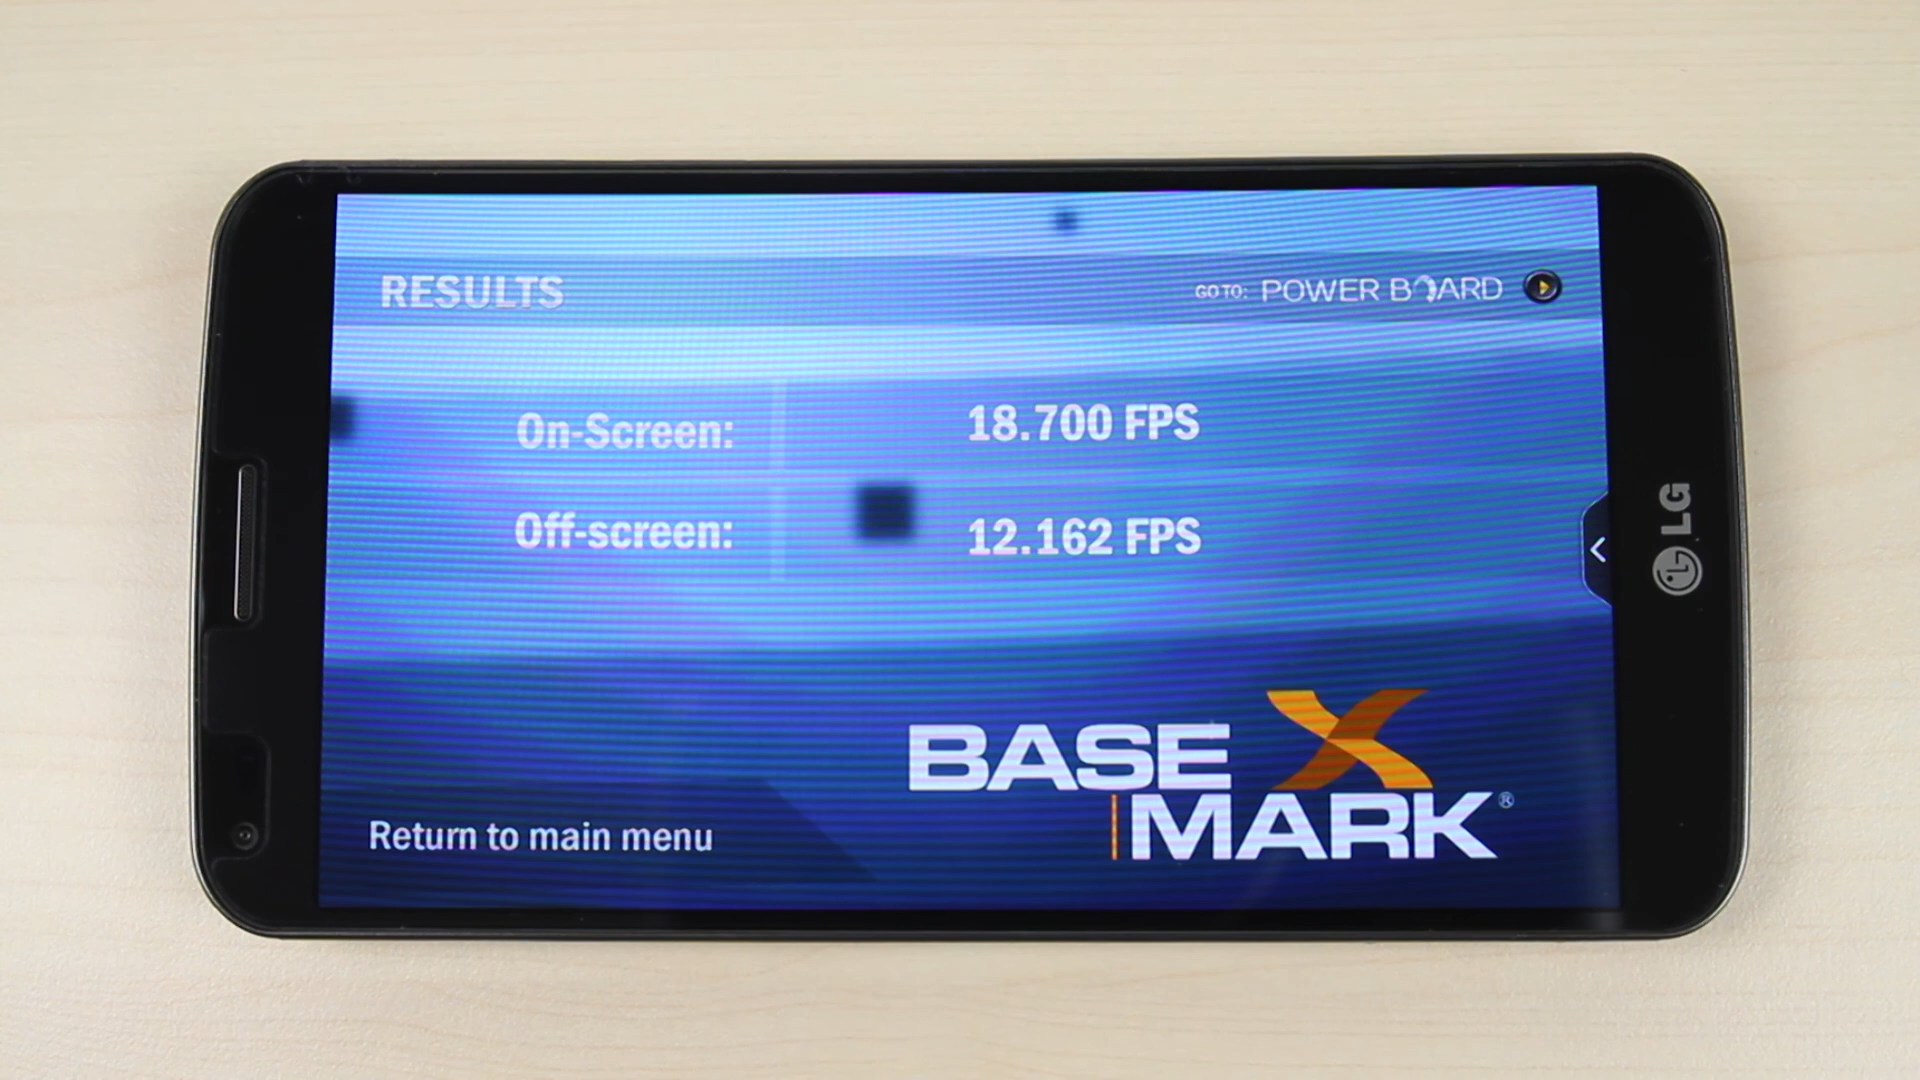 RESULTS
GO TO: POWER BOARD
On-Screen: 18.700 FPS
Off-screen: 12.162 FPS
BASE X
MARK®
Return to main menu
LG